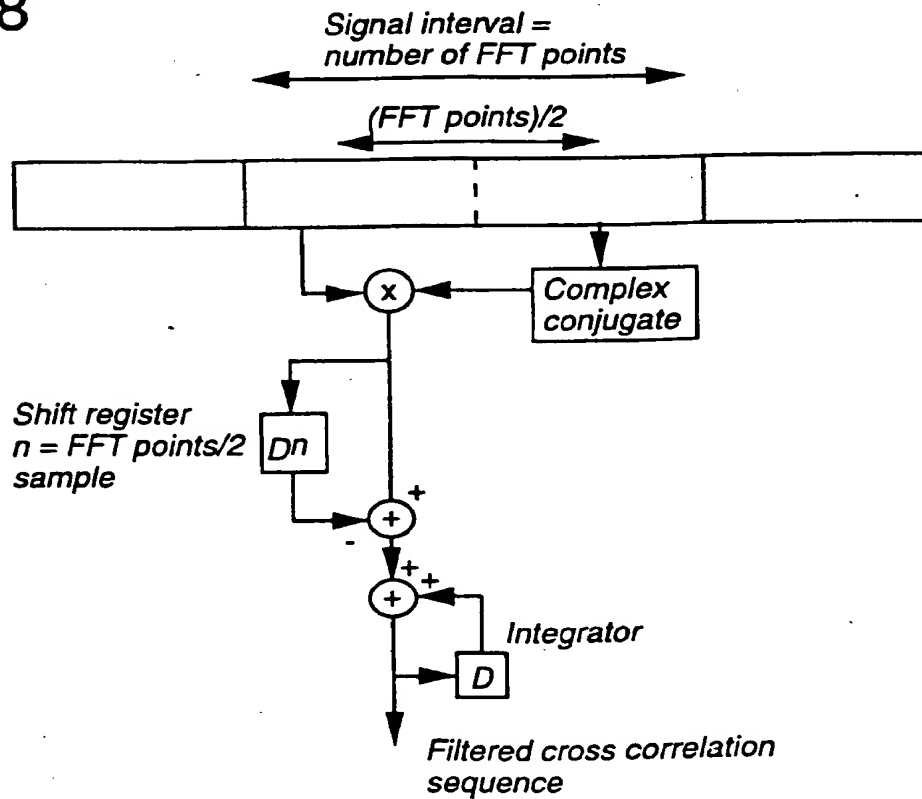 8
Signal interval =
number of FFT points
(FFT points)/2
x
Complex
conjugate
Shift register
n = FFT points/2
sample
Dn
+
+
-
+
+
+
Integrator
D
Filtered cross correlation
sequence